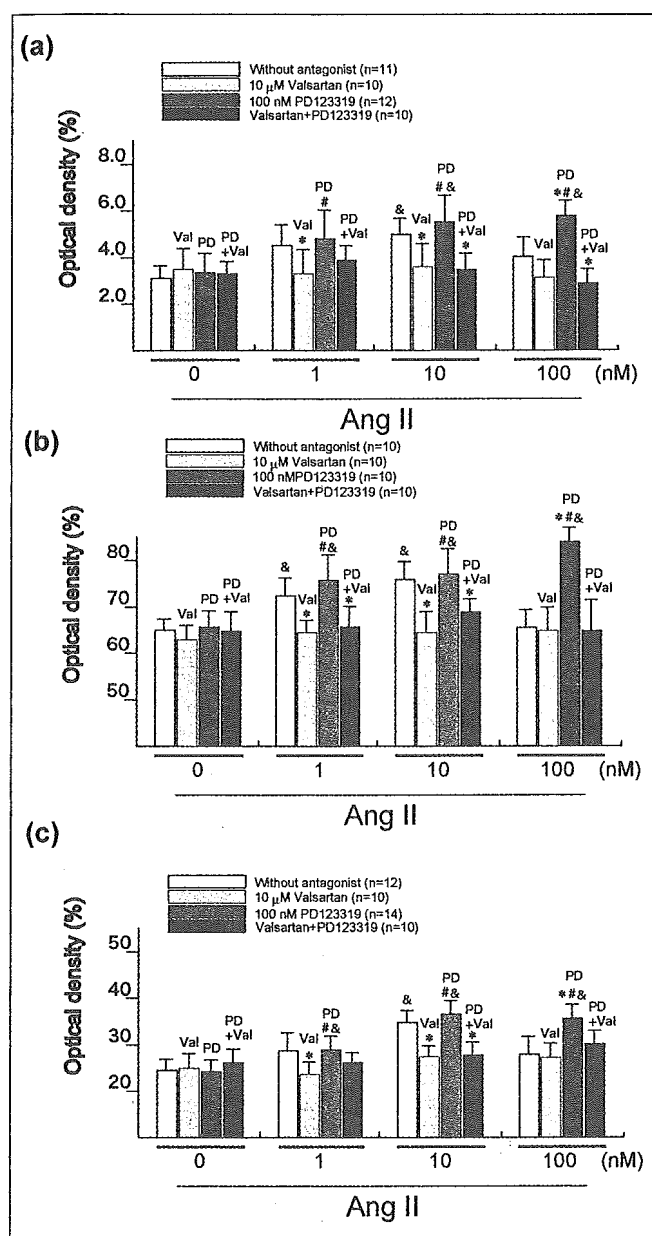 (a)
Without antagonist (n=11)
10 μM Valsartan (n=10)
100 nM PD123319 (n=12)
Valsartan+PD123319 (n=10)
Optical density (%)
8.0
6.0
4.0
2.0
Val PD PD +Val
Val * PD # PD +Val
& Val * PD #& PD +Val *
Val PD *#& PD +Val *
0 1 10 100 (nM)
Ang II
(b)
Without antagonist (n=10)
10 μM Valsartan (n=10)
100 nMPD123319 (n=10)
Valsartan+PD123319 (n=10)
Optical density (%)
80
70
60
50
Val PD PD +Val
& Val * PD #& PD +Val *
& Val * PD #& PD +Val *
Val PD *#& PD +Val
0 1 10 100 (nM)
Ang II
(c)
Without antagonist (n=12)
10 μM Valsartan (n=10)
100 nM PD123319 (n=14)
Valsartan+PD123319 (n=10)
Optical density (%)
50
40
30
20
Val PD PD +Val
Val * PD #&
& Val * PD #& PD +Val *
Val PD *#& PD +Val
0 1 10 100 (nM)
Ang II